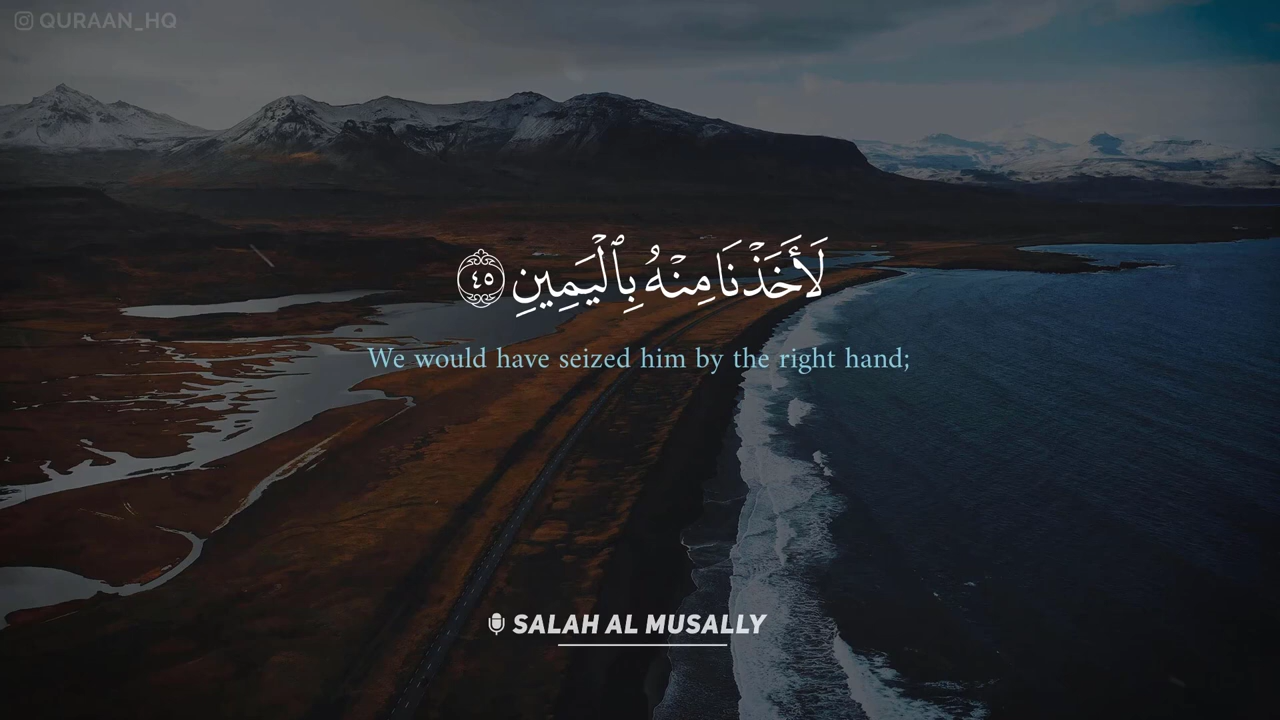 QURAAN_HQ
لَأَخَذْنَا مِنْهُ بِٱلْيَمِينِ ٤٥
We would have seized him by the right hand;
SALAH AL MUSALLY